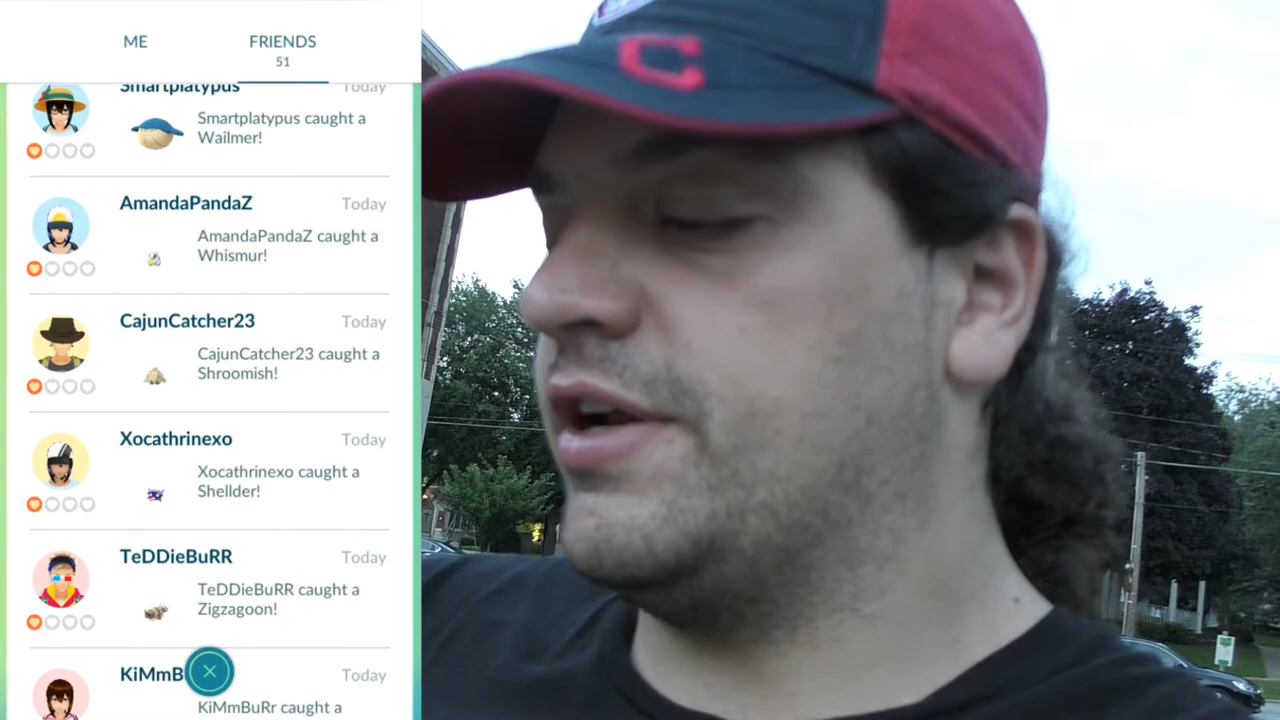 ME
FRIENDS
51
Smartplatypus
Today
Smartplatypus caught a
Wailmer!
AmandaPandaZ
Today
AmandaPandaZ caught a
Whismur!
CajunCatcher23
Today
CajunCatcher23 caught a
Shroomish!
Xocathrinexo
Today
Xocathrinexo caught a
Shellder!
TeDDieBuRR
Today
TeDDieBuRR caught a
Zigzagoon!
KiMmB
Today
KiMmBuRr caught a
C